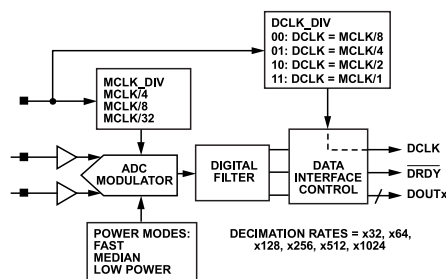 DCLK_DIV
00: DCLK = MCLK/8
01: DCLK = MCLK/4
10: DCLK = MCLK/2
11: DCLK = MCLK/1
MCLK_DIV
MCLK/4
MCLK/8
MCLK/32
ADC
MODULATOR
DIGITAL
FILTER
DATA
INTERFACE
CONTROL
DCLK
DRDY
DOUTx
POWER MODES:
FAST
MEDIAN
LOW POWER
DECIMATION RATES = x32, x64,
x128, x256, x512, x1024